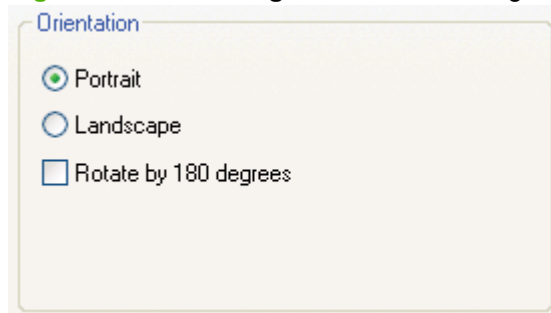 Orientation
Portrait
Landscape
Rotate by 180 degrees